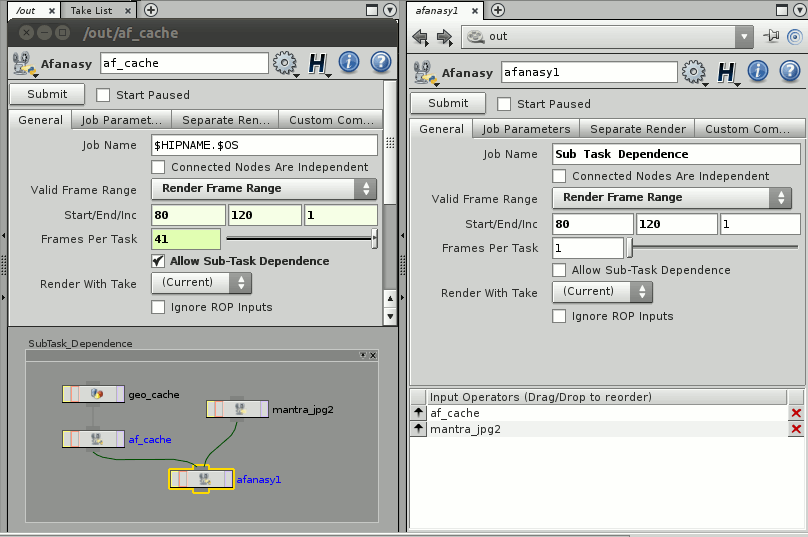 /out
Take List
/out/af_cache
Afanasy af_cache
Submit Start Paused
General Job Paramet... Separate Ren... Custom Com...
Job Name $HIPNAME.$OS
Connected Nodes Are Independent
Valid Frame Range Render Frame Range
Start/End/Inc 80 120 1
Frames Per Task 41
Allow Sub-Task Dependence
Render With Take (Current)
Ignore ROP Inputs
SubTask_Dependence
geo_cache
mantra_jpg2
af_cache
afanasy1
afanasy1
out
Afanasy afanasy1
Submit Start Paused
General Job Parameters Separate Render Custom Com...
Job Name Sub Task Dependence
Connected Nodes Are Independent
Valid Frame Range Render Frame Range
Start/End/Inc 80 120 1
Frames Per Task 1
Allow Sub-Task Dependence
Render With Take (Current)
Ignore ROP Inputs
Input Operators (Drag/Drop to reorder)
af_cache
mantra_jpg2